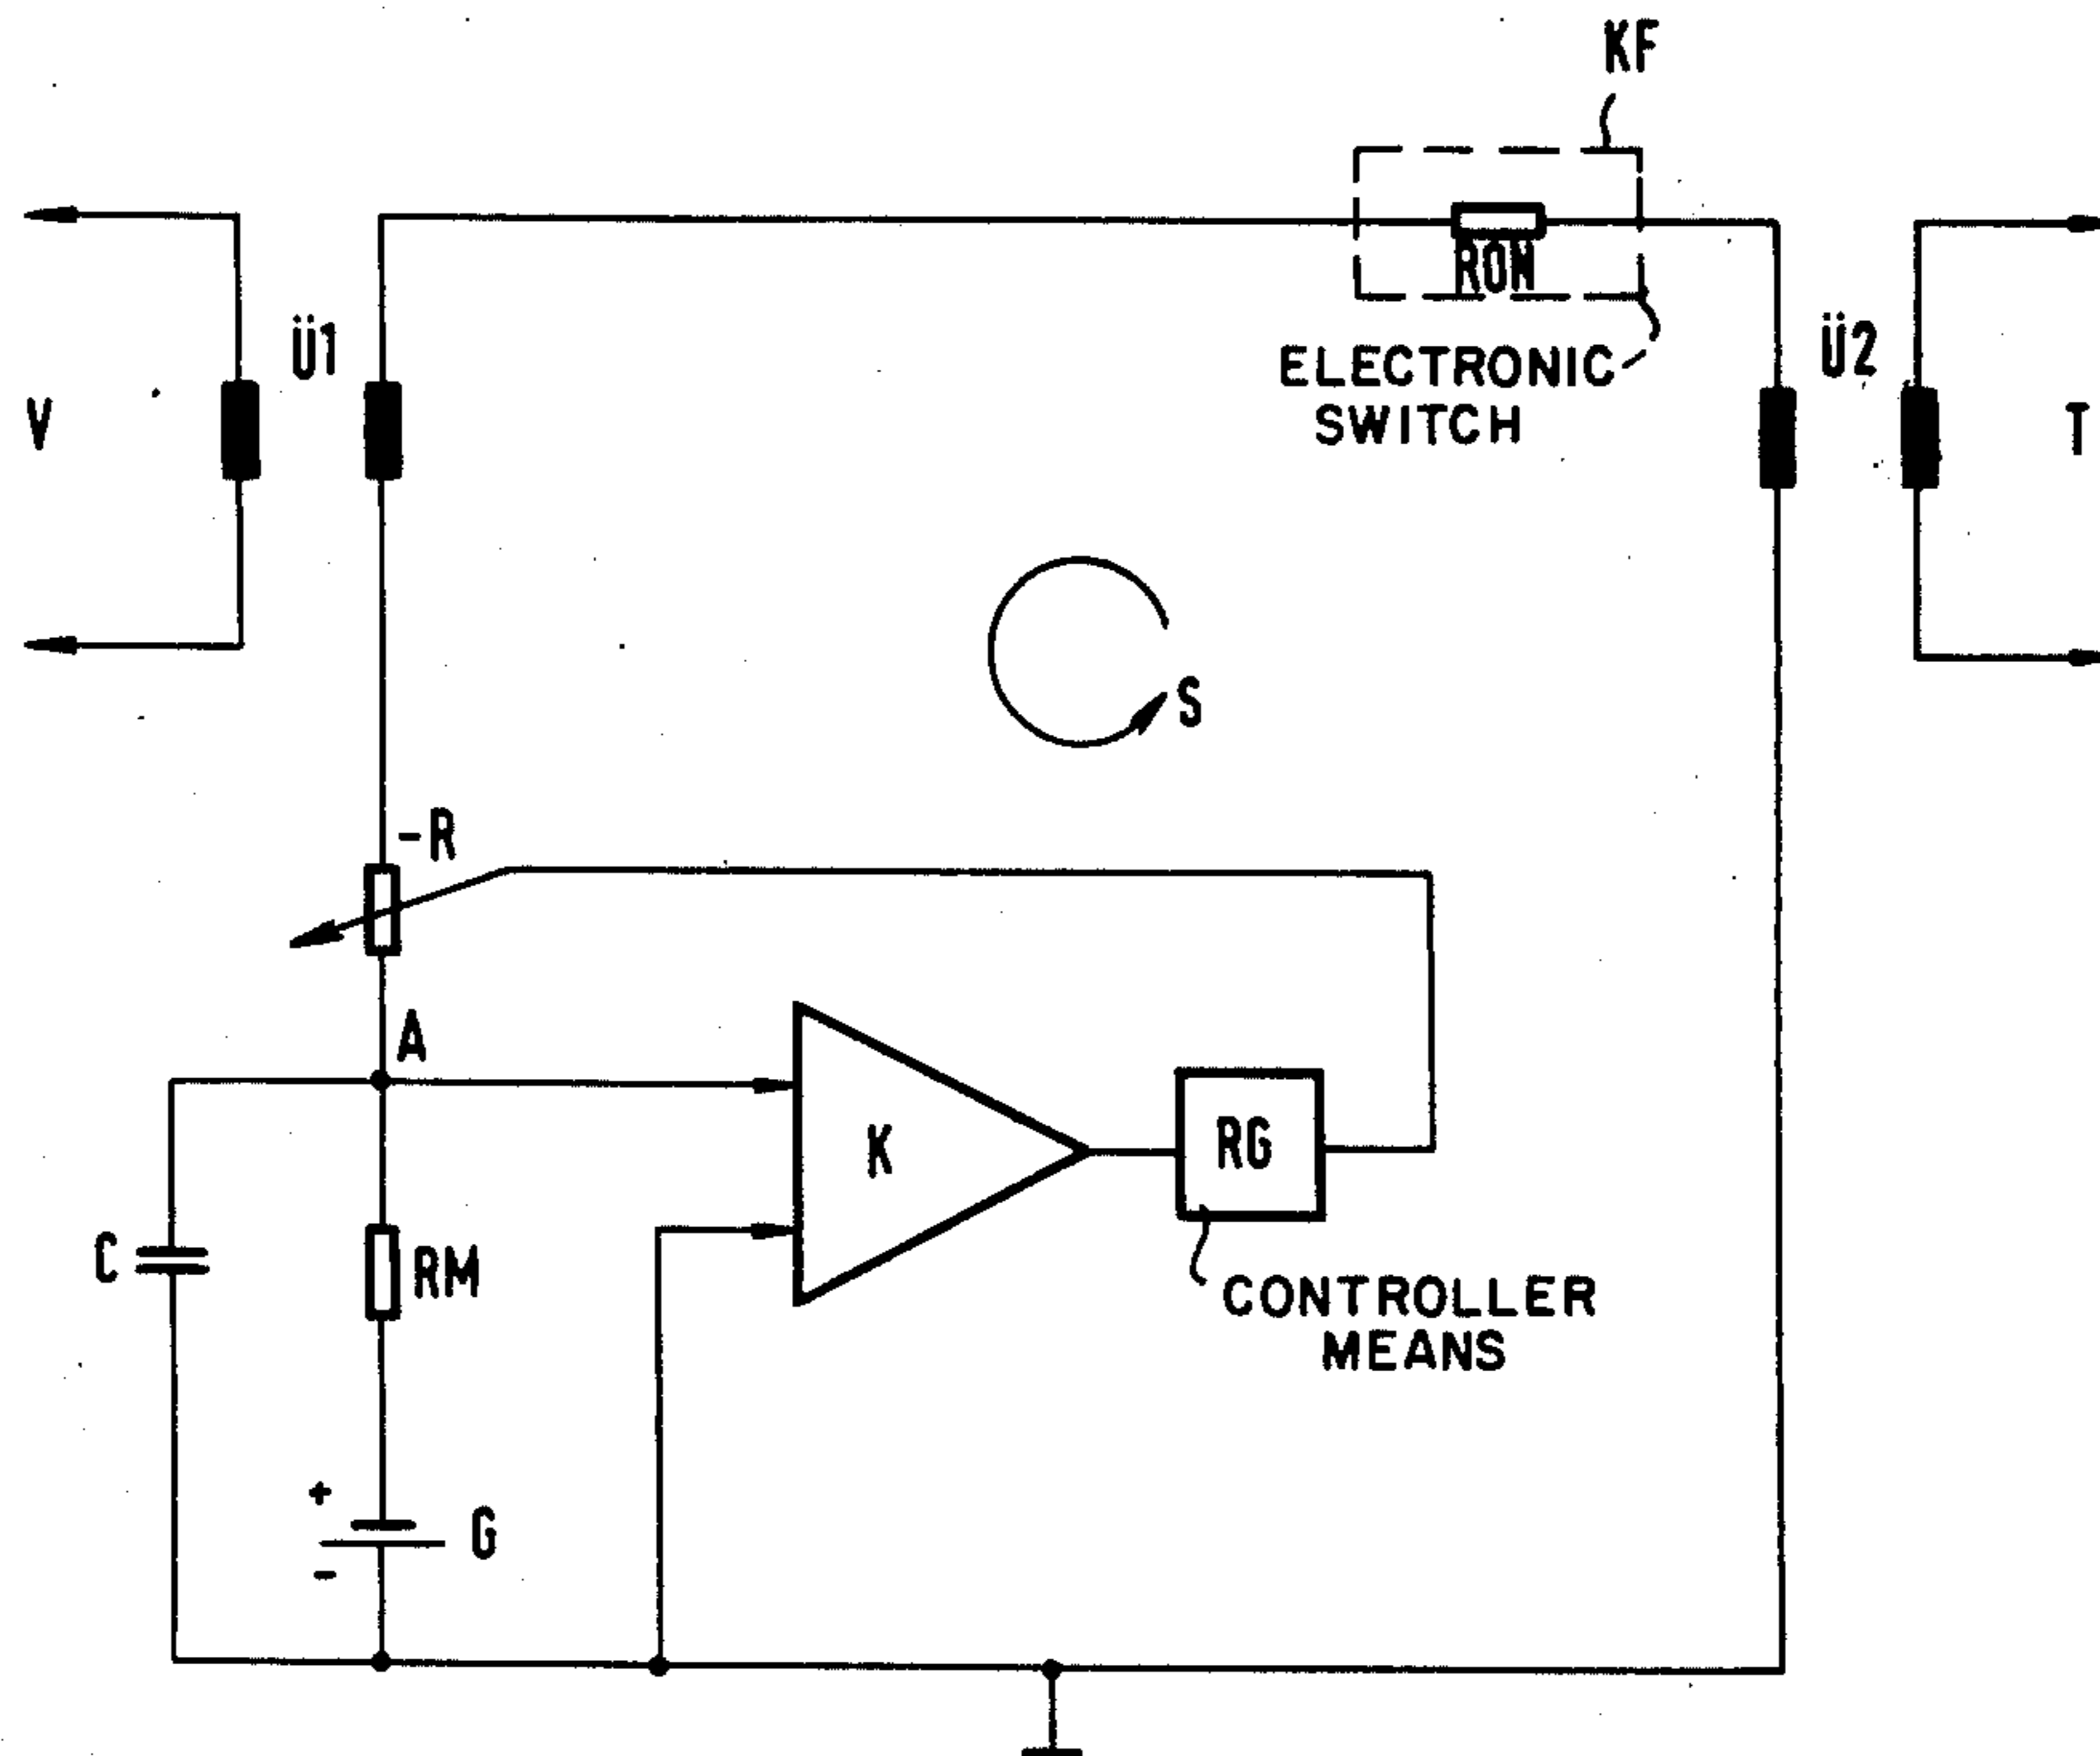 KF
RON
Ü1
ELECTRONIC
SWITCH
Ü2
V
T
S
-R
A
K
RG
C
RM
CONTROLLER
MEANS
+
G
-